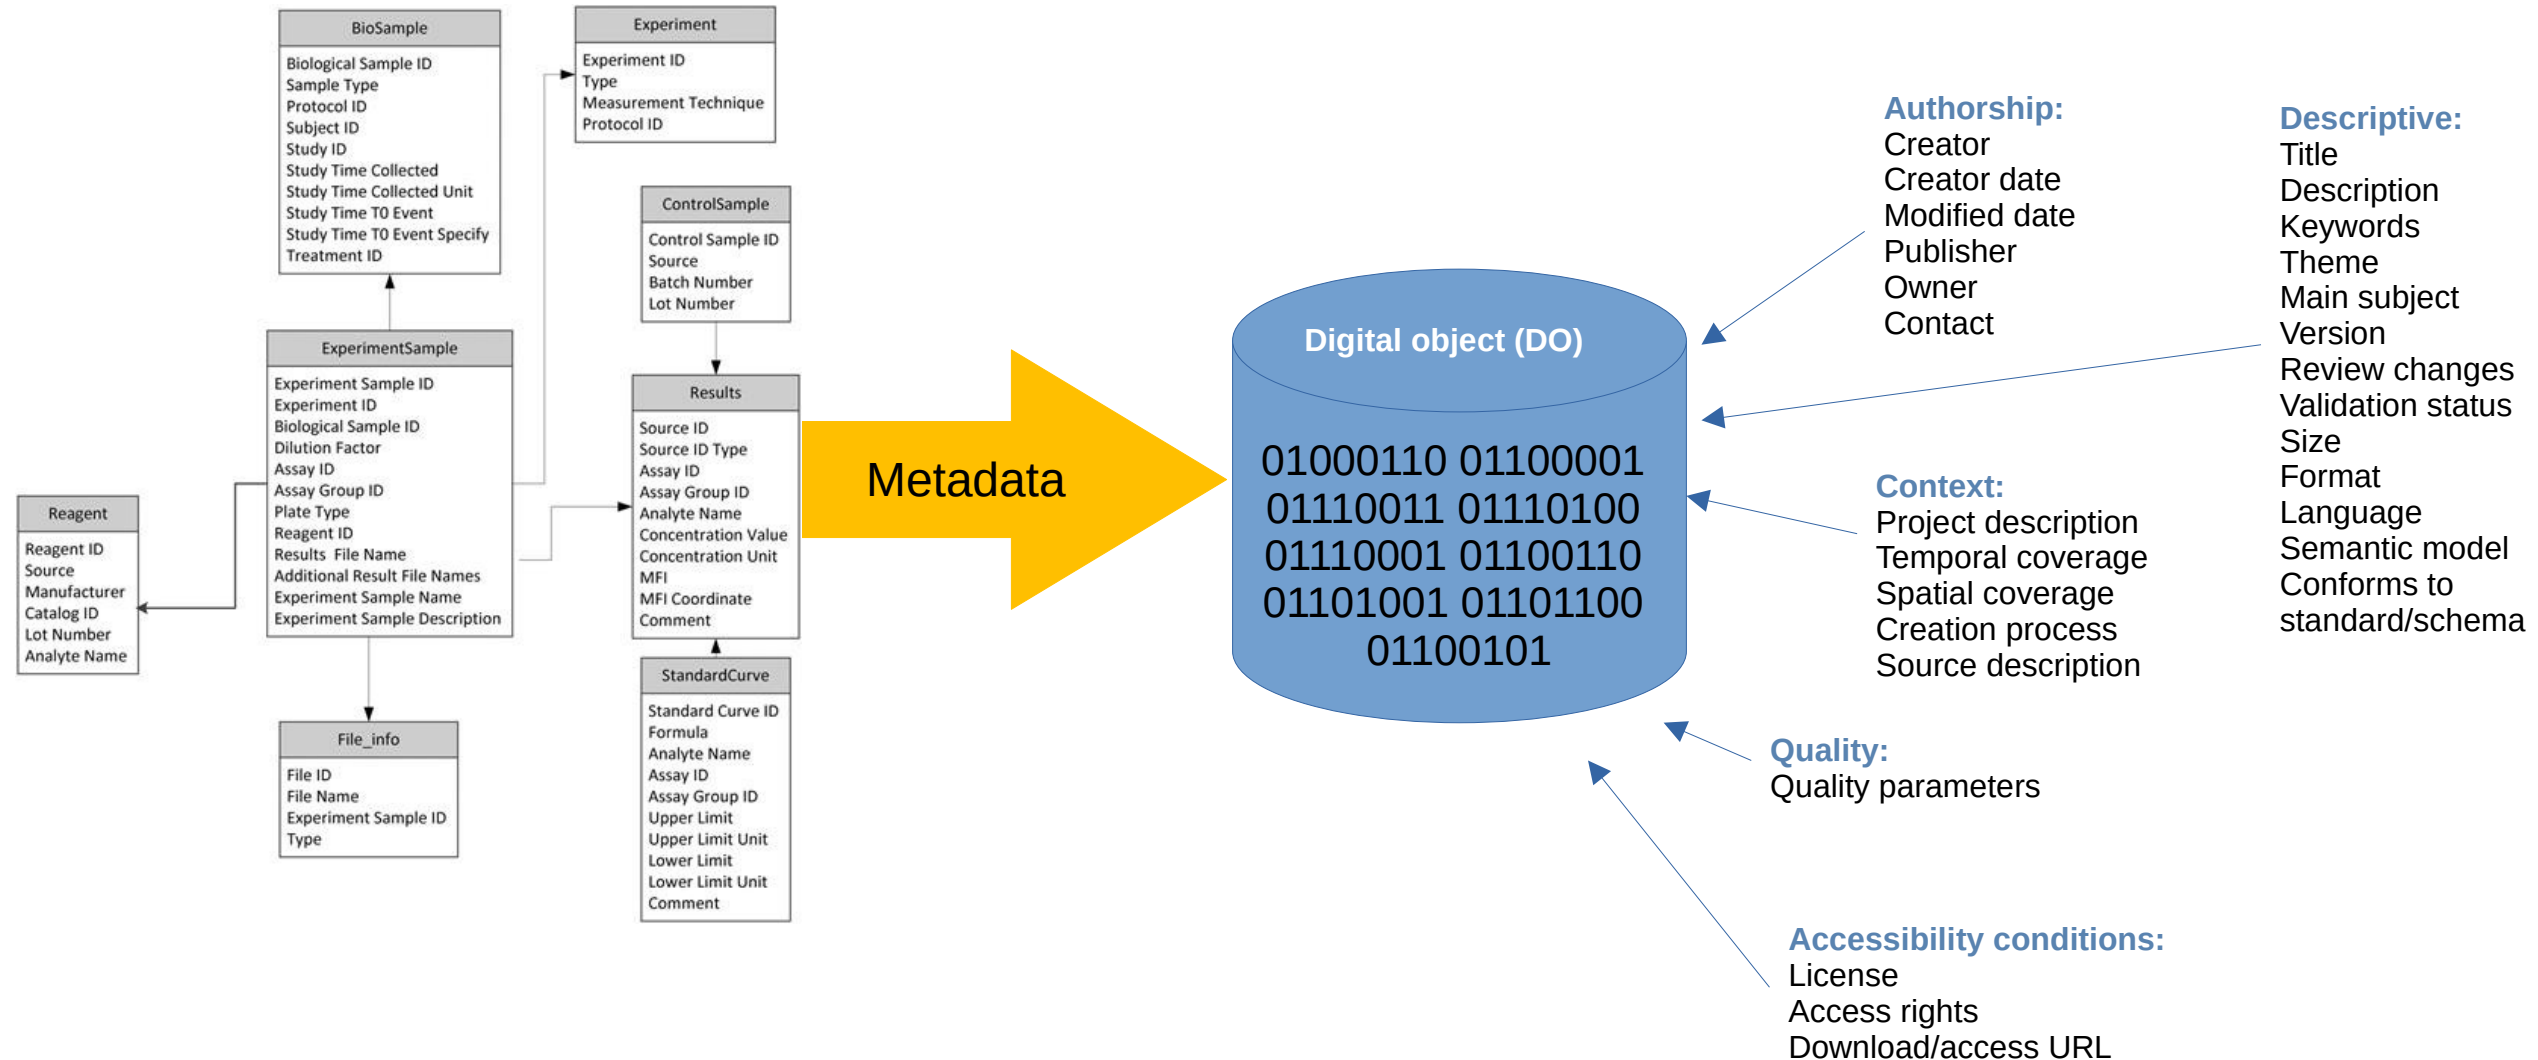 BioSample
Biological Sample ID
Sample Type
Protocol ID
Subject ID
Study ID
Study Time Collected
Study Time Collected Unit
Study Time T0 Event
Study Time T0 Event Specify
Treatment ID
Experiment
Experiment ID
Type
Measurement Technique
Protocol ID
ControlSample
Control Sample ID
Source
Batch Number
Lot Number
ExperimentSample
Experiment Sample ID
Experiment ID
Biological Sample ID
Dilution Factor
Assay ID
Assay Group ID
Plate Type
Reagent ID
Results File Name
Additional Result File Names
Experiment Sample Name
Experiment Sample Description
Results
Source ID
Source ID Type
Assay ID
Assay Group ID
Analyte Name
Concentration Value
Concentration Unit
MFI
MFI Coordinate
Comment
Reagent
Reagent ID
Source
Manufacturer
Catalog ID
Lot Number
Analyte Name
File_info
File ID
File Name
Experiment Sample ID
Type
StandardCurve
Standard Curve ID
Formula
Analyte Name
Assay ID
Assay Group ID
Upper Limit
Upper Limit Unit
Lower Limit
Lower Limit Unit
Comment
Metadata
Digital object (DO)
01000110 01100001
01110011 01110100
01110001 01100110
01101001 01101100
01100101
Authorship:
Creator
Creator date
Modified date
Publisher
Owner
Contact
Descriptive:
Title
Description
Keywords
Theme
Main subject
Version
Review changes
Validation status
Size
Format
Language
Semantic model
Conforms to
standard/schema
Context:
Project description
Temporal coverage
Spatial coverage
Creation process
Source description
Quality:
Quality parameters
Accessibility conditions:
License
Access rights
Download/access URL